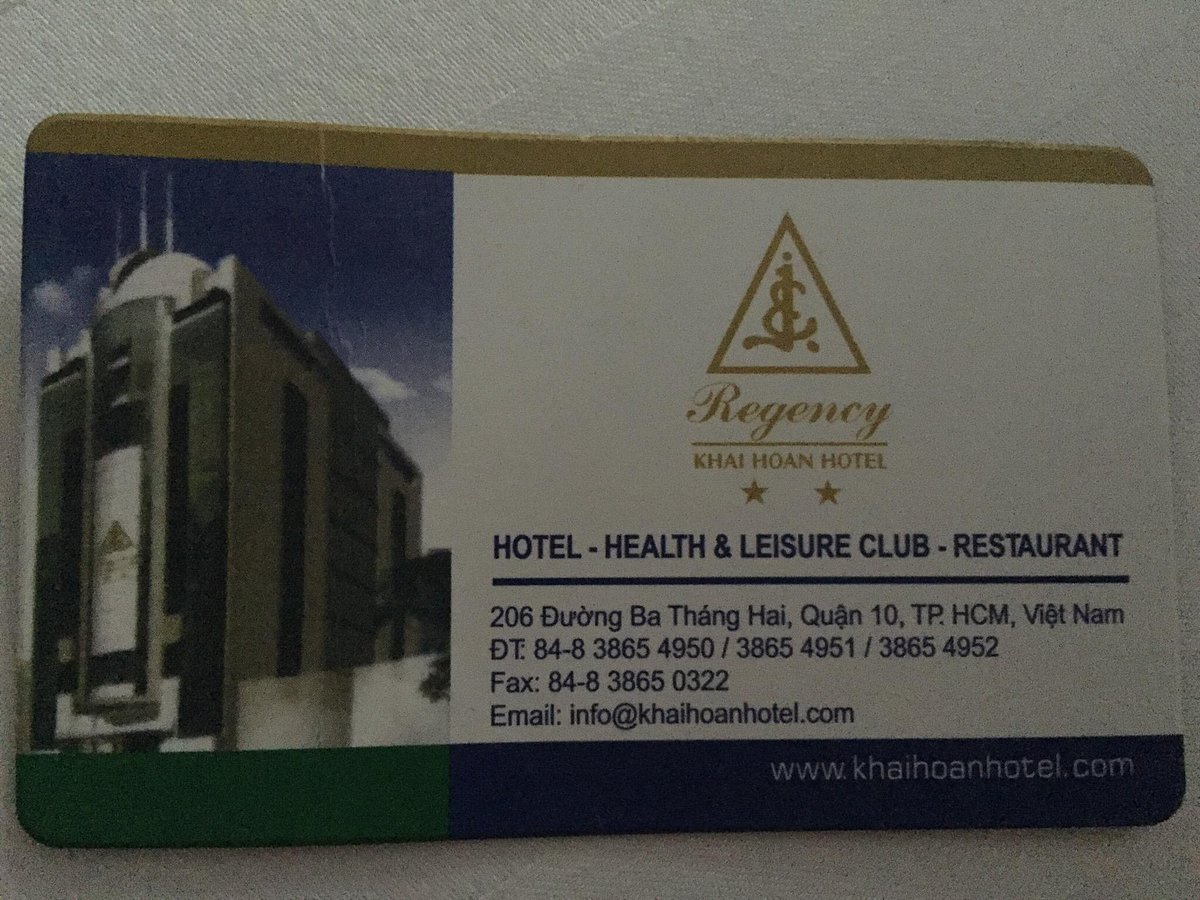 Regency
KHAI HOAN HOTEL
HOTEL - HEALTH & LEISURE CLUB - RESTAURANT
206 Đường Ba Tháng Hai, Quận 10, TP. HCM, Việt Nam
ĐT: 84-8 3865 4950 / 3865 4951 / 3865 4952
Fax: 84-8 3865 0322
Email: info@khaihoanhotel.com
www.khaihoanhotel.com